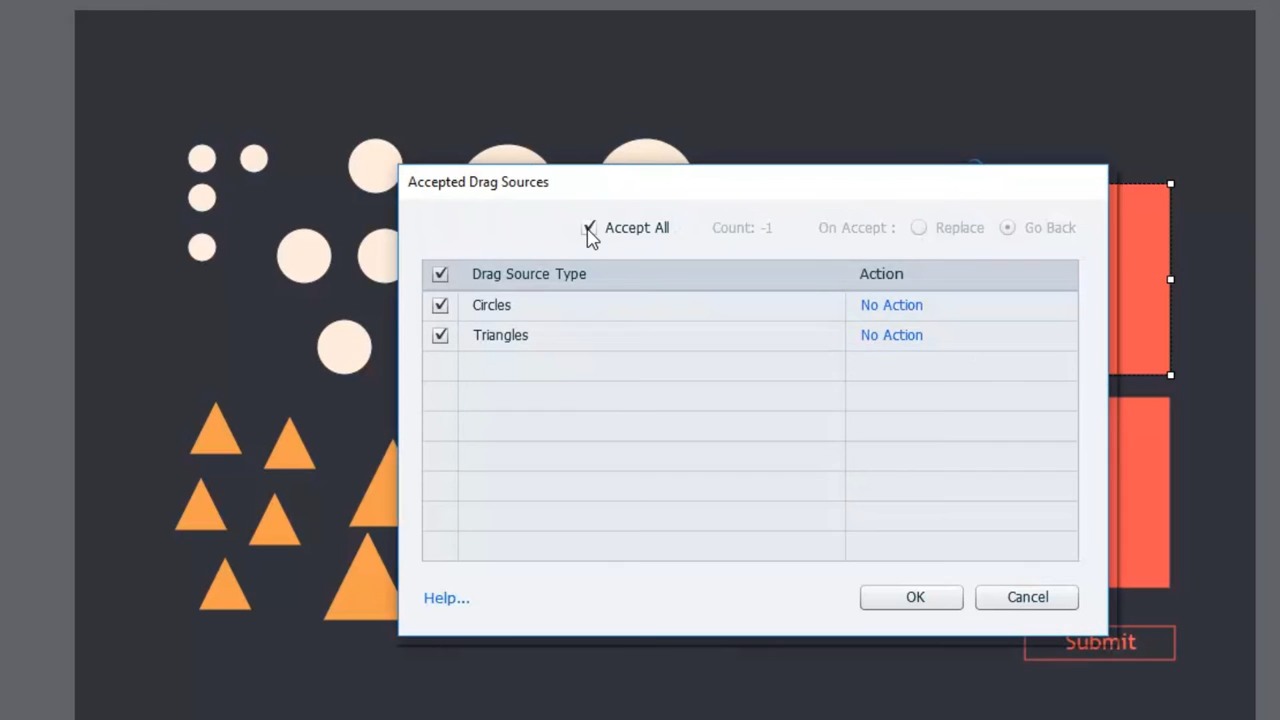 Accepted Drag Sources
Accept All Count: -1 On Accept : Replace Go Back
Drag Source Type Action
Circles No Action
Triangles No Action
Help... OK Cancel
Submit